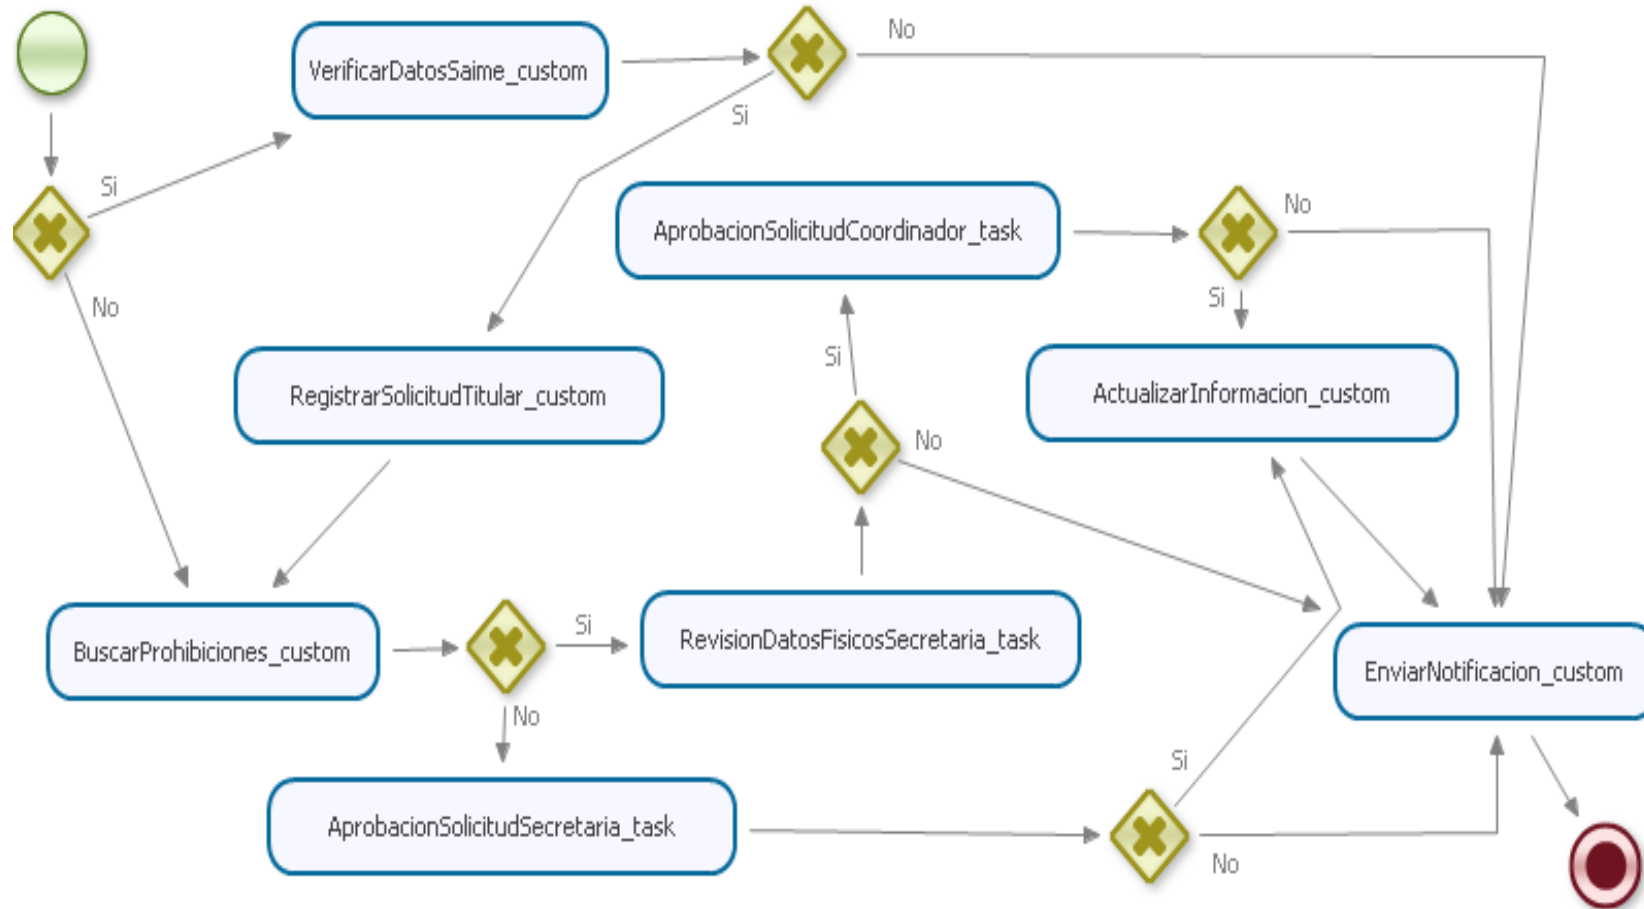 No
VerificarDatosSaime_custom
Si
Si
No
AprobacionSolicitudCoordinador_task
No
Si
Si
RegistrarSolicitudTitular_custom
ActualizarInformacion_custom
No
BuscarProhibiciones_custom
Si
RevisionDatosFisicosSecretaria_task
EnviarNotificacion_custom
No
Si
AprobacionSolicitudSecretaria_task
No